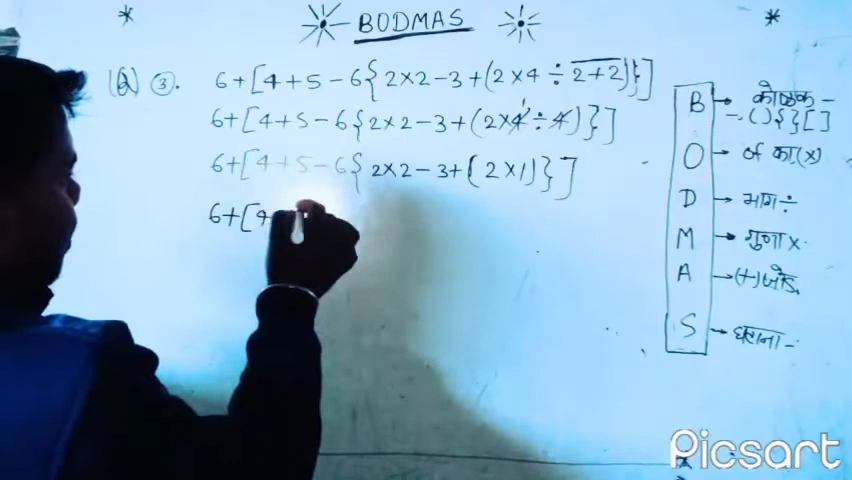 BODMAS
(Q) ③. 6+[4+5-6{2×2-3+(2×4÷2+2)}]
6+[4+5-6{2×2-3+(2×4÷4)}]
6+[4+5-6{2×2-3+(2×1)}]
6+[4
B → कोष्ठक - (){}[]
O → र्स का(×)
D → भाग÷
M → गुणा×
A → (+)जोड़
S → घटाना-
Picsart